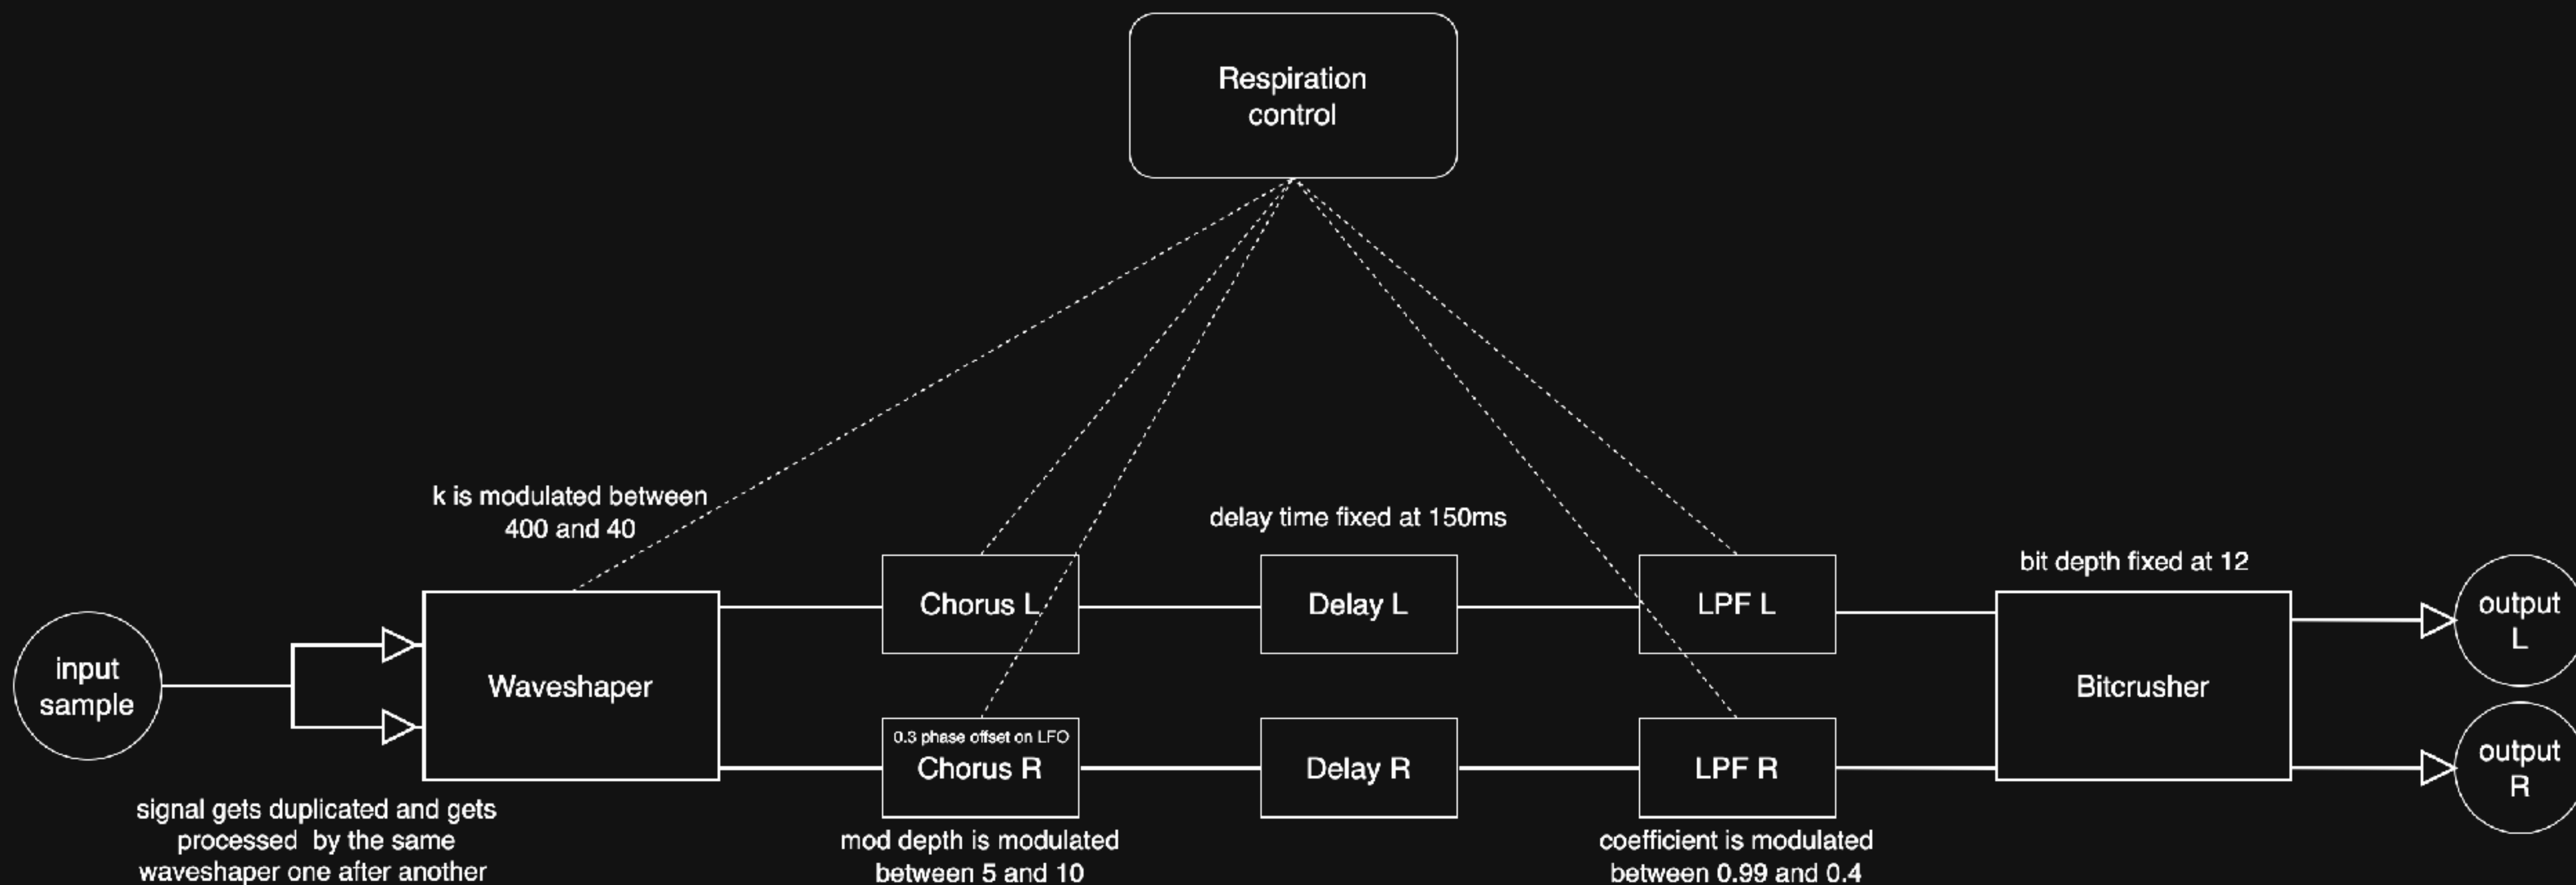 Respiration
control
k is modulated between
400 and 40
delay time fixed at 150ms
bit depth fixed at 12
input
sample
Waveshaper
Chorus L
Delay L
LPF L
Bitcrusher
output
L
0.3 phase offset on LFO
Chorus R
Delay R
LPF R
output
R
signal gets duplicated and gets
processed by the same
waveshaper one after another
mod depth is modulated
between 5 and 10
coefficient is modulated
between 0.99 and 0.4